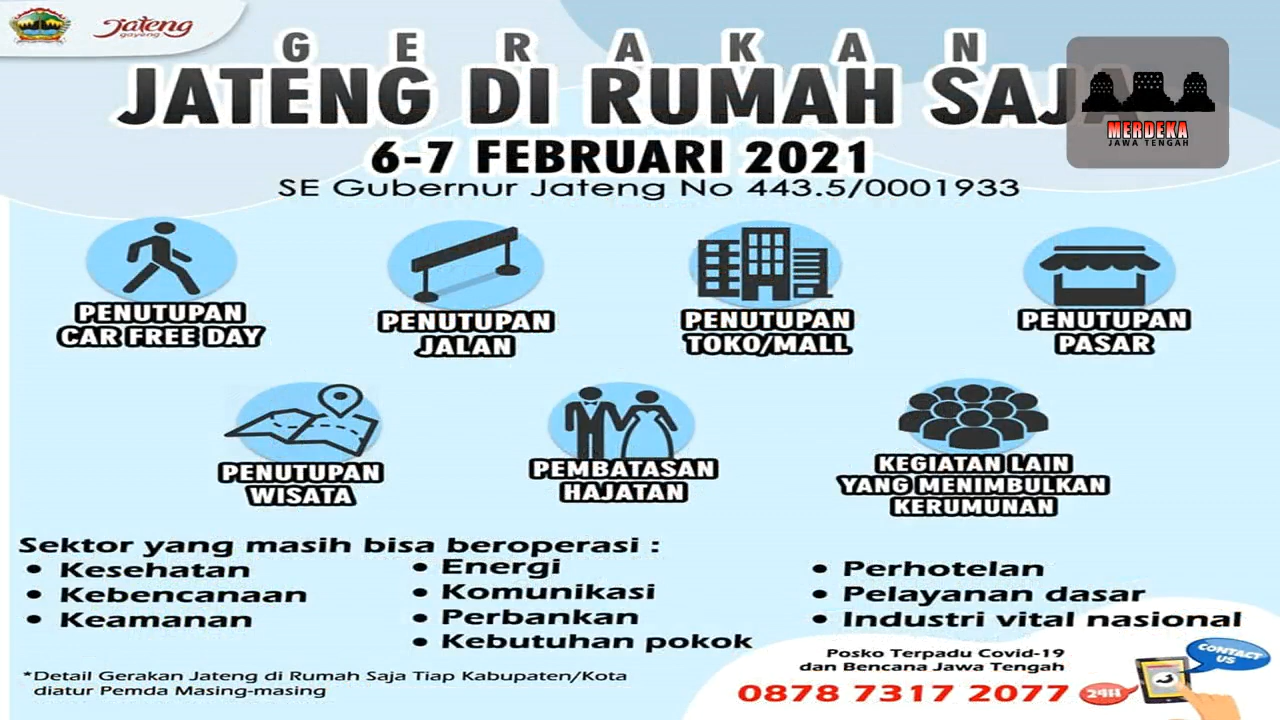 Jateng
gayeng
GERAKAN
JATENG DI RUMAH SAJA
MERDEKA
JAWA TENGAH
6-7 FEBRUARI 2021
SE Gubernur Jateng No 443.5/0001933
PENUTUPAN
CAR FREE DAY
PENUTUPAN
JALAN
PENUTUPAN
TOKO/MALL
PENUTUPAN
PASAR
PENUTUPAN
WISATA
PEMBATASAN
HAJATAN
KEGIATAN LAIN
YANG MENIMBULKAN
KERUMUNAN
Sektor yang masih bisa beroperasi :
• Kesehatan
• Kebencanaan
• Keamanan
• Energi
• Komunikasi
• Perbankan
• Kebutuhan pokok
• Perhotelan
• Pelayanan dasar
• Industri vital nasional
*Detail Gerakan Jateng di Rumah Saja Tiap Kabupaten/Kota
diatur Pemda Masing-masing
Posko Terpadu Covid-19
dan Bencana Jawa Tengah
0878 7317 2077
24H
CONTACT
US